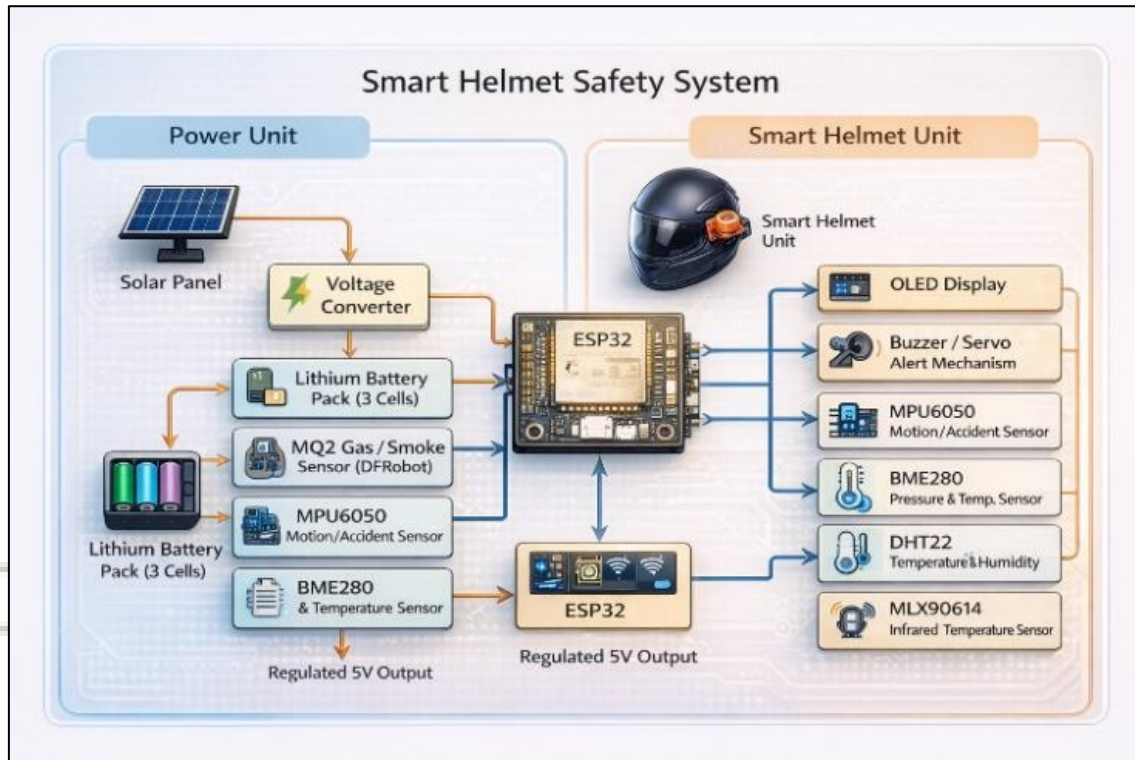 Smart Helmet Safety System
Power Unit
Smart Helmet Unit
Solar Panel
Voltage
Converter
Lithium Battery
Pack (3 Cells)
MQ2 Gas / Smoke
Sensor (DFRobot)
MPU6050
Motion/Accident Sensor
BME280
& Temperature Sensor
Lithium Battery
Pack (3 Cells)
Regulated 5V Output
ESP32
ESP32
Regulated 5V Output
Smart Helmet
Unit
OLED Display
Buzzer / Servo
Alert Mechanism
MPU6050
Motion/Accident Sensor
BME280
Pressure & Temp. Sensor
DHT22
Temperature & Humidity
MLX90614
Infrared Temperature Sensor